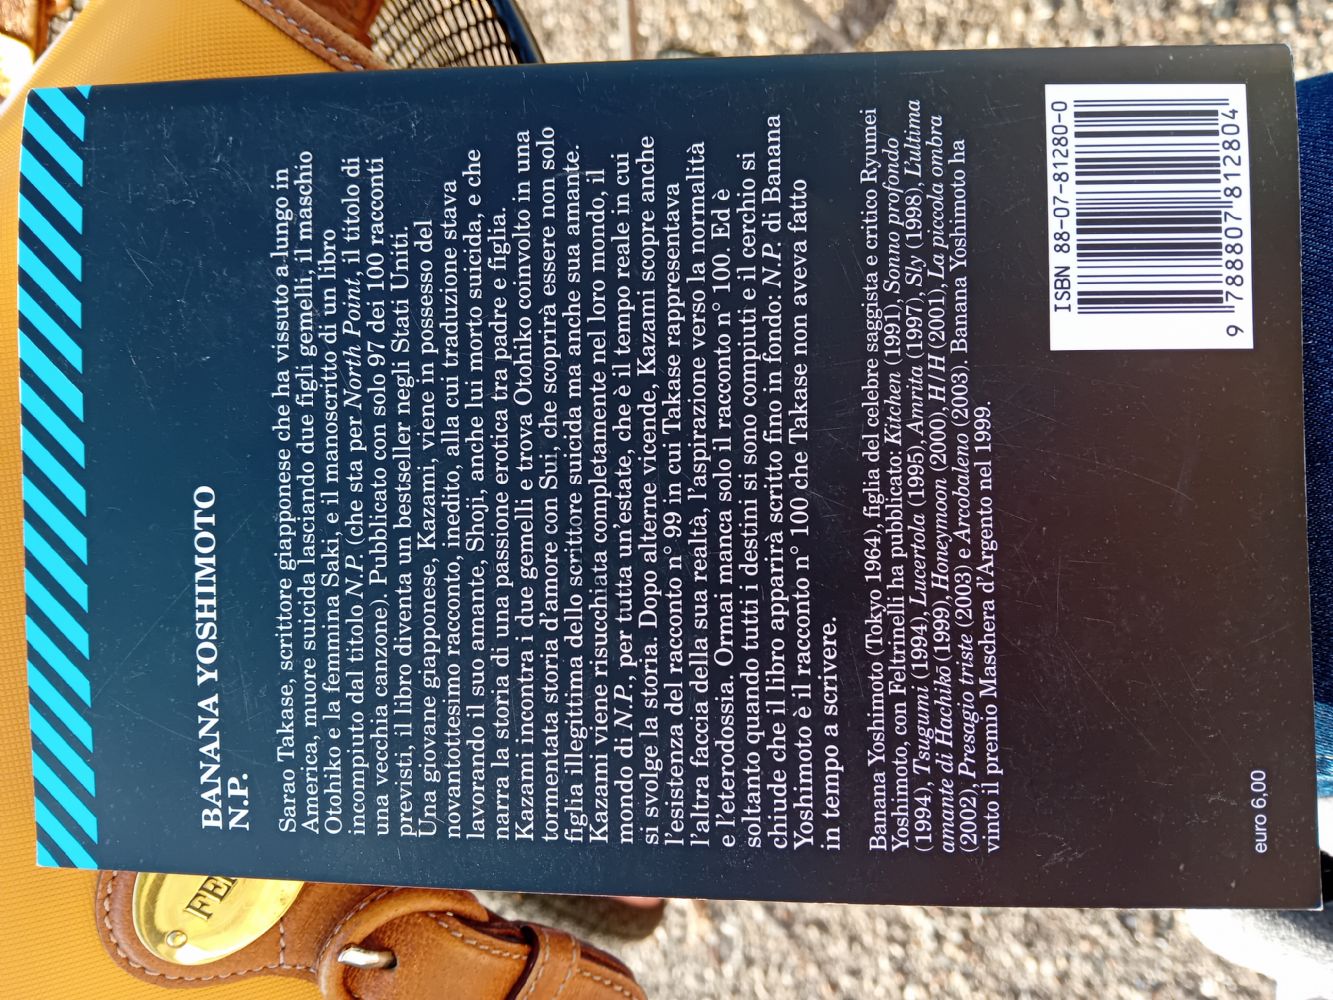 BANANA YOSHIMOTO
N.P.
Sarao Takase, scrittore giapponese che ha vissuto a lungo in
America, muore suicida lasciando due figli gemelli, il maschio
Otohiko e la femmina Saki, e il manoscritto di un libro
incompiuto dal titolo N.P. (che sta per North Point, il titolo di
una vecchia canzone). Pubblicato con solo 97 dei 100 racconti
previsti, il libro diventa un bestseller negli Stati Uniti.
Una giovane giapponese, Kazami, viene in possesso del
novantottesimo racconto, inedito, alla cui traduzione stava
lavorando il suo amante, Shoji, anche lui morto suicida, e che
narra la storia di una passione erotica tra padre e figlia.
Kazami incontra i due gemelli e trova Otohiko coinvolto in una
tormentata storia d'amore con Sui, che scoprirà essere non solo
figlia illegittima dello scrittore suicida ma anche sua amante.
Kazami viene risucchiata completamente nel loro mondo, il
mondo di N.P., per tutta un'estate, che è il tempo reale in cui
si svolge la storia. Dopo alterne vicende, Kazami scopre anche
l'esistenza del racconto n° 99 in cui Takase rappresentava
l'altra faccia della sua realtà, l'aspirazione verso la normalità
e l'eterodossia. Ormai manca solo il racconto n° 100. Ed è
soltanto quando tutti i destini si sono compiuti e il cerchio si
chiude che il libro apparirà scritto fino in fondo: N.P. di Banana
Yoshimoto è il racconto n° 100 che Takase non aveva fatto
in tempo a scrivere.
Banana Yoshimoto (Tokyo 1964), figlia del celebre saggista e critico Ryumei
Yoshimoto, con Feltrinelli ha pubblicato: Kitchen (1991), Sonno profondo
(1994), Tsugumi (1994), Lucertola (1995), Amrita (1997), Sly (1998), L'ultima
amante di Hachiko (1999), Honeymoon (2000), H/H (2001), La piccola ombra
(2002), Presagio triste (2003) e Arcobaleno (2003). Banana Yoshimoto ha
vinto il premio Maschera d'Argento nel 1999.
ISBN 88-07-81280-0
9 788807 812804
euro 6,00